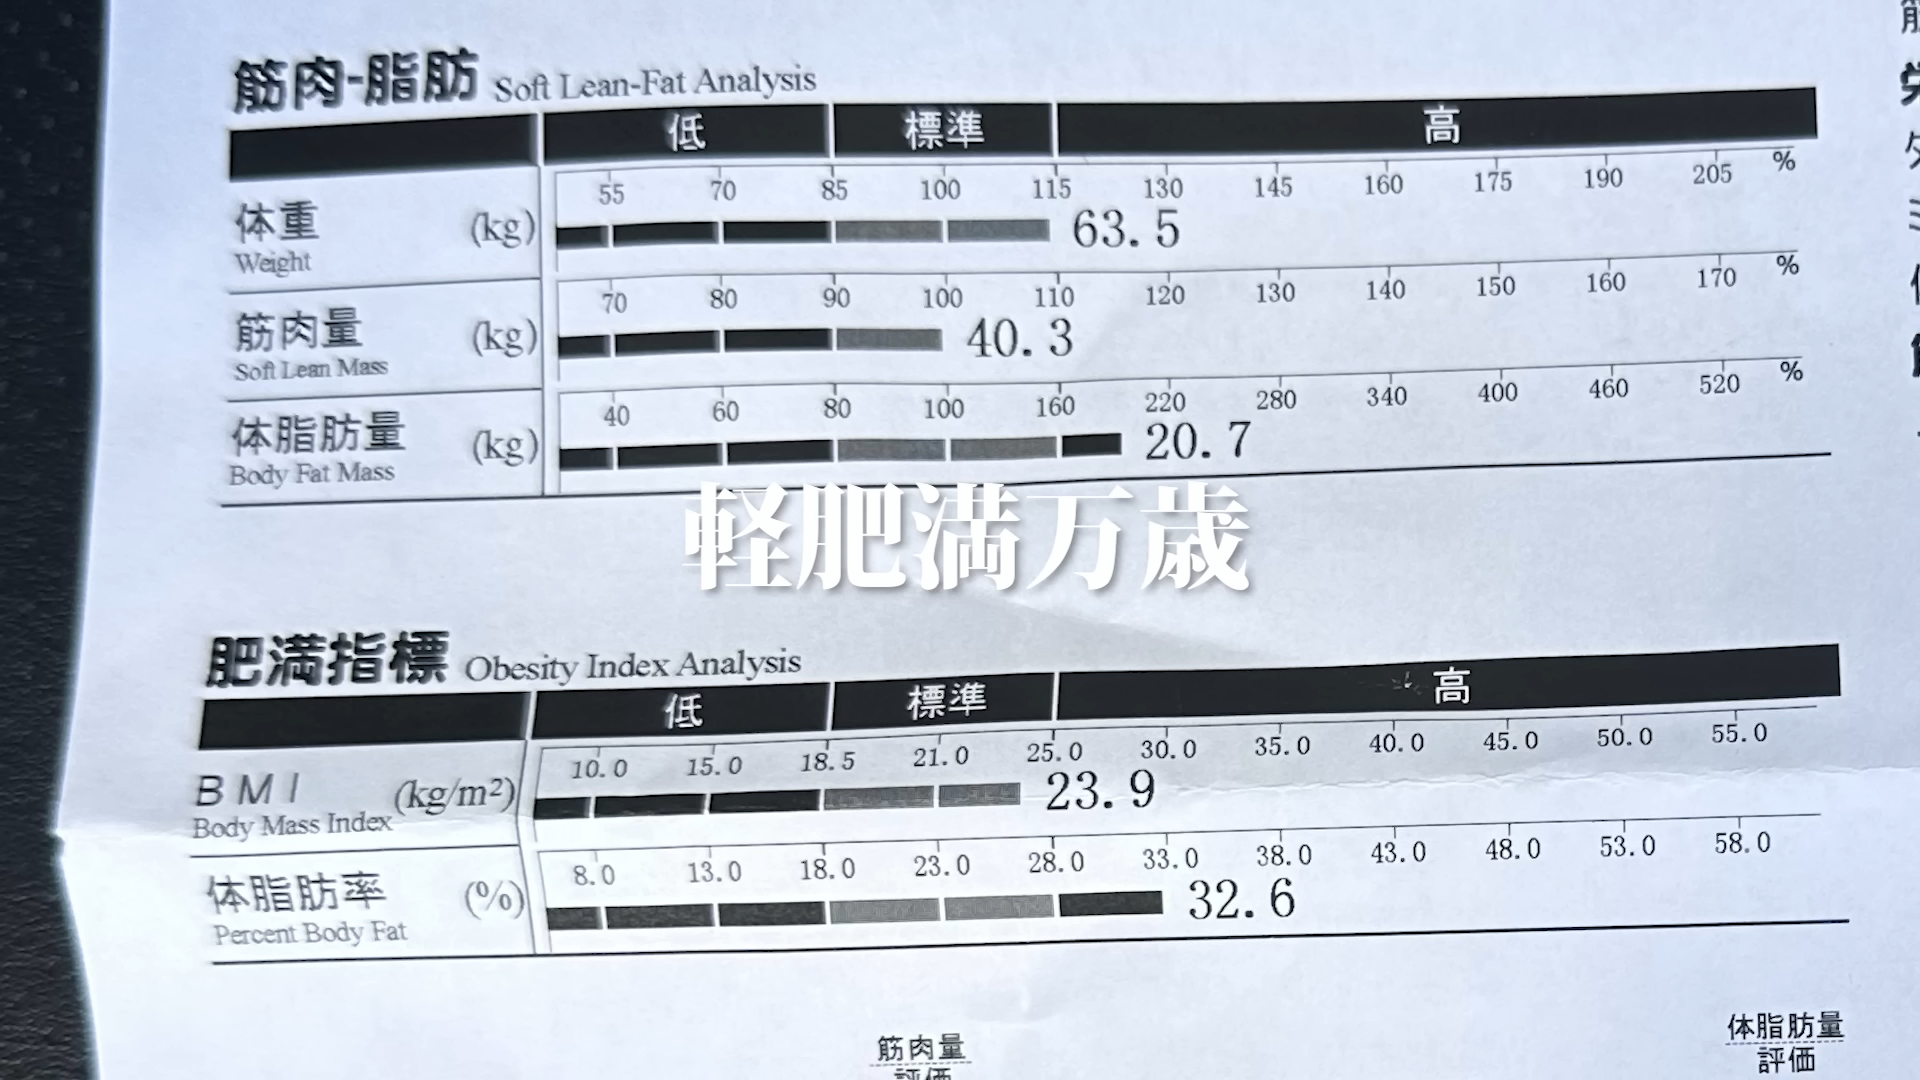 筋肉-脂肪 Soft Lean-Fat Analysis
低 標準 高
体重 (kg) 55 70 85 100 115 130 145 160 175 190 205 %
Weight 63.5
筋肉量 (kg) 70 80 90 100 110 120 130 140 150 160 170 %
Soft Lean Mass 40.3
体脂肪量 (kg) 40 60 80 100 160 220 280 340 400 460 520 %
Body Fat Mass 20.7
軽肥満万歳
肥満指標 Obesity Index Analysis
低 標準 高
BMI (kg/m²) 10.0 15.0 18.5 21.0 25.0 30.0 35.0 40.0 45.0 50.0 55.0
Body Mass Index 23.9
体脂肪率 (%) 8.0 13.0 18.0 23.0 28.0 33.0 38.0 43.0 48.0 53.0 58.0
Percent Body Fat 32.6
筋肉量
評価
体脂肪量
評価